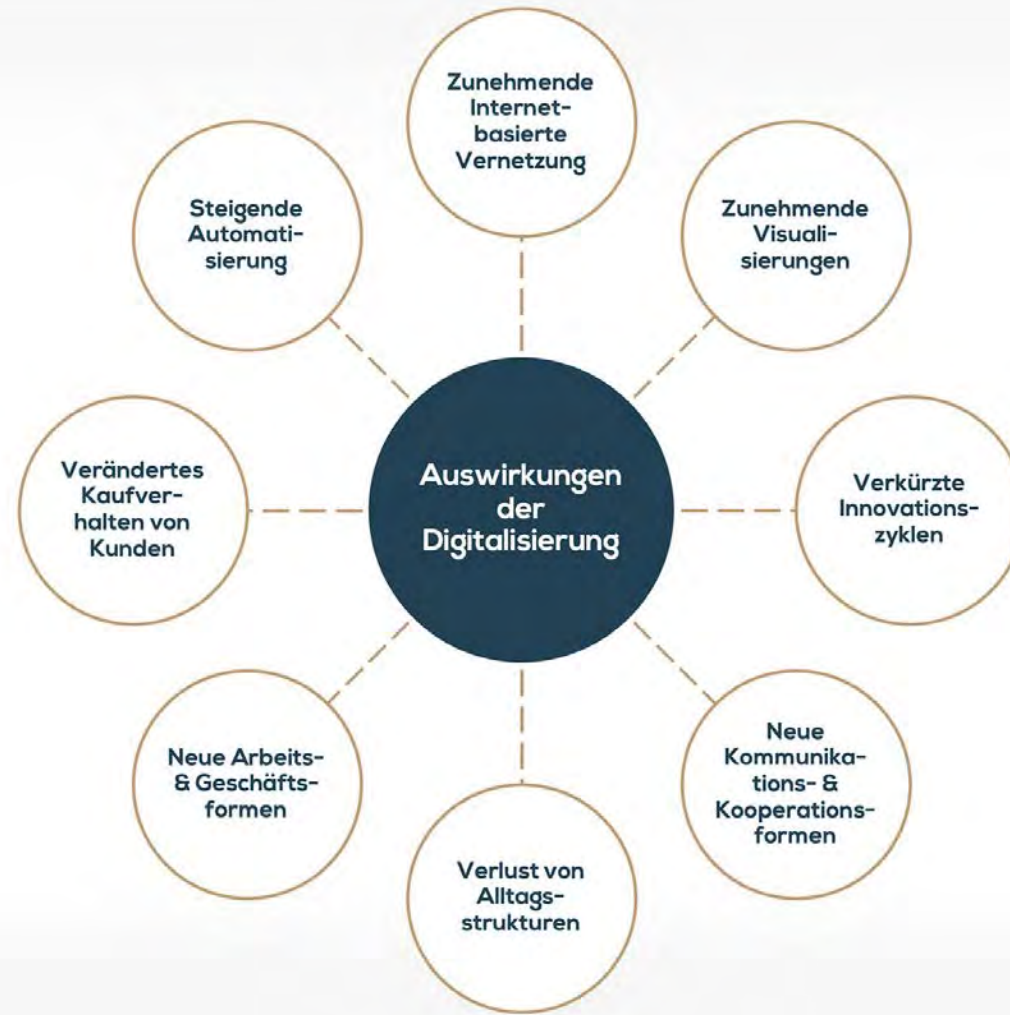 Zunehmende
Internet-
basierte
Vernetzung
Steigende
Automati-
sierung
Zunehmende
Visuali-
sierungen
Verändertes
Kaufver-
halten von
Kunden
Auswirkungen
der
Digitalisierung
Verkürzte
Innovations-
zyklen
Neue Arbeits-
& Geschäfts-
formen
Neue
Kommunika-
tions- &
Kooperations-
formen
Verlust von
Alltags-
strukturen